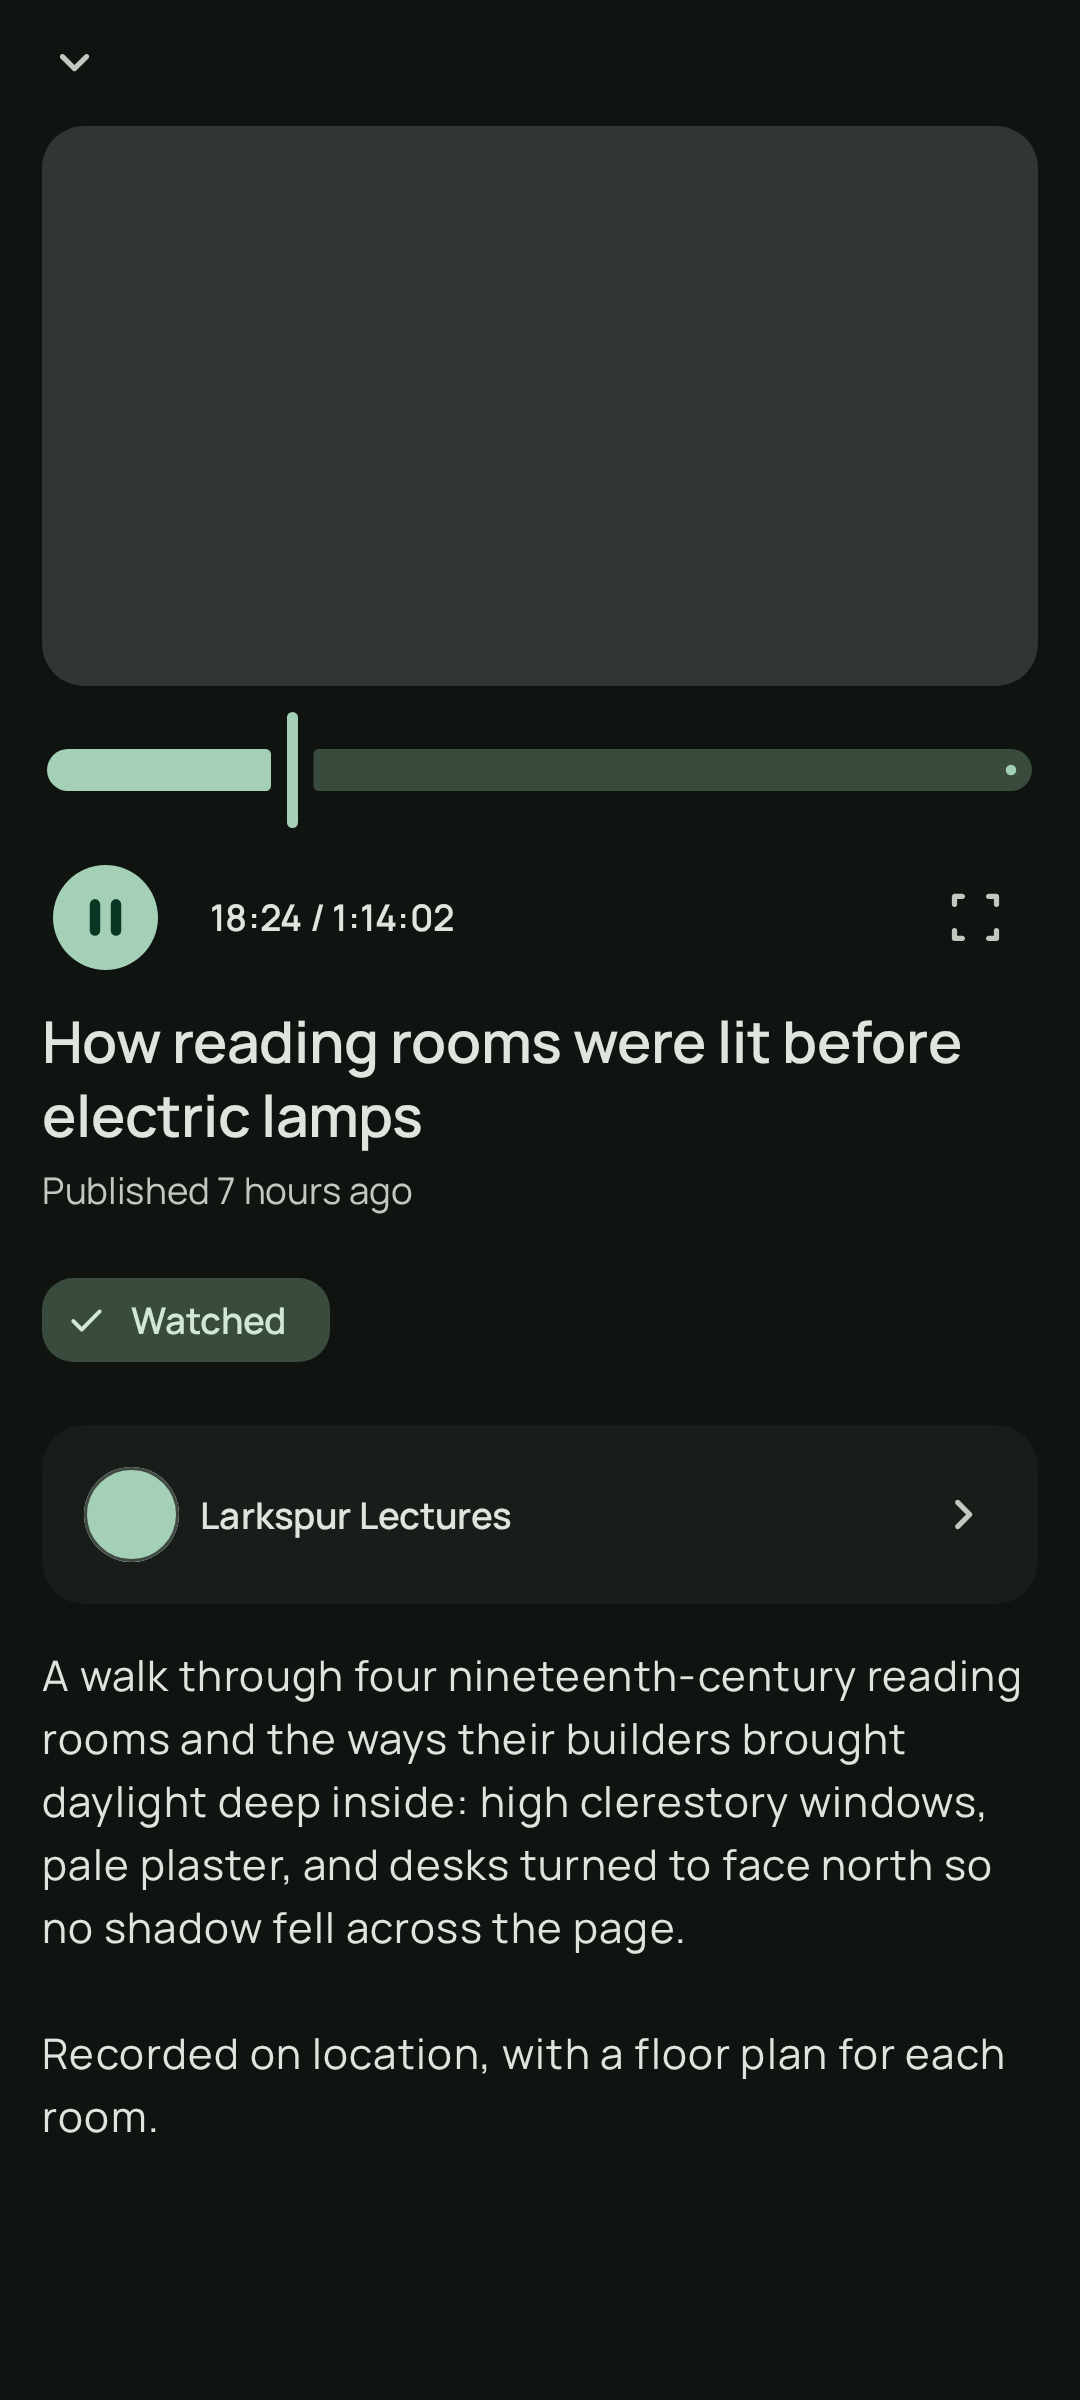 18:24 / 1:14:02
How reading rooms were lit before
electric lamps
Published 7 hours ago
Watched
Larkspur Lectures
A walk through four nineteenth-century reading
rooms and the ways their builders brought
daylight deep inside: high clerestory windows,
pale plaster, and desks turned to face north so
no shadow fell across the page.
Recorded on location, with a floor plan for each
room.